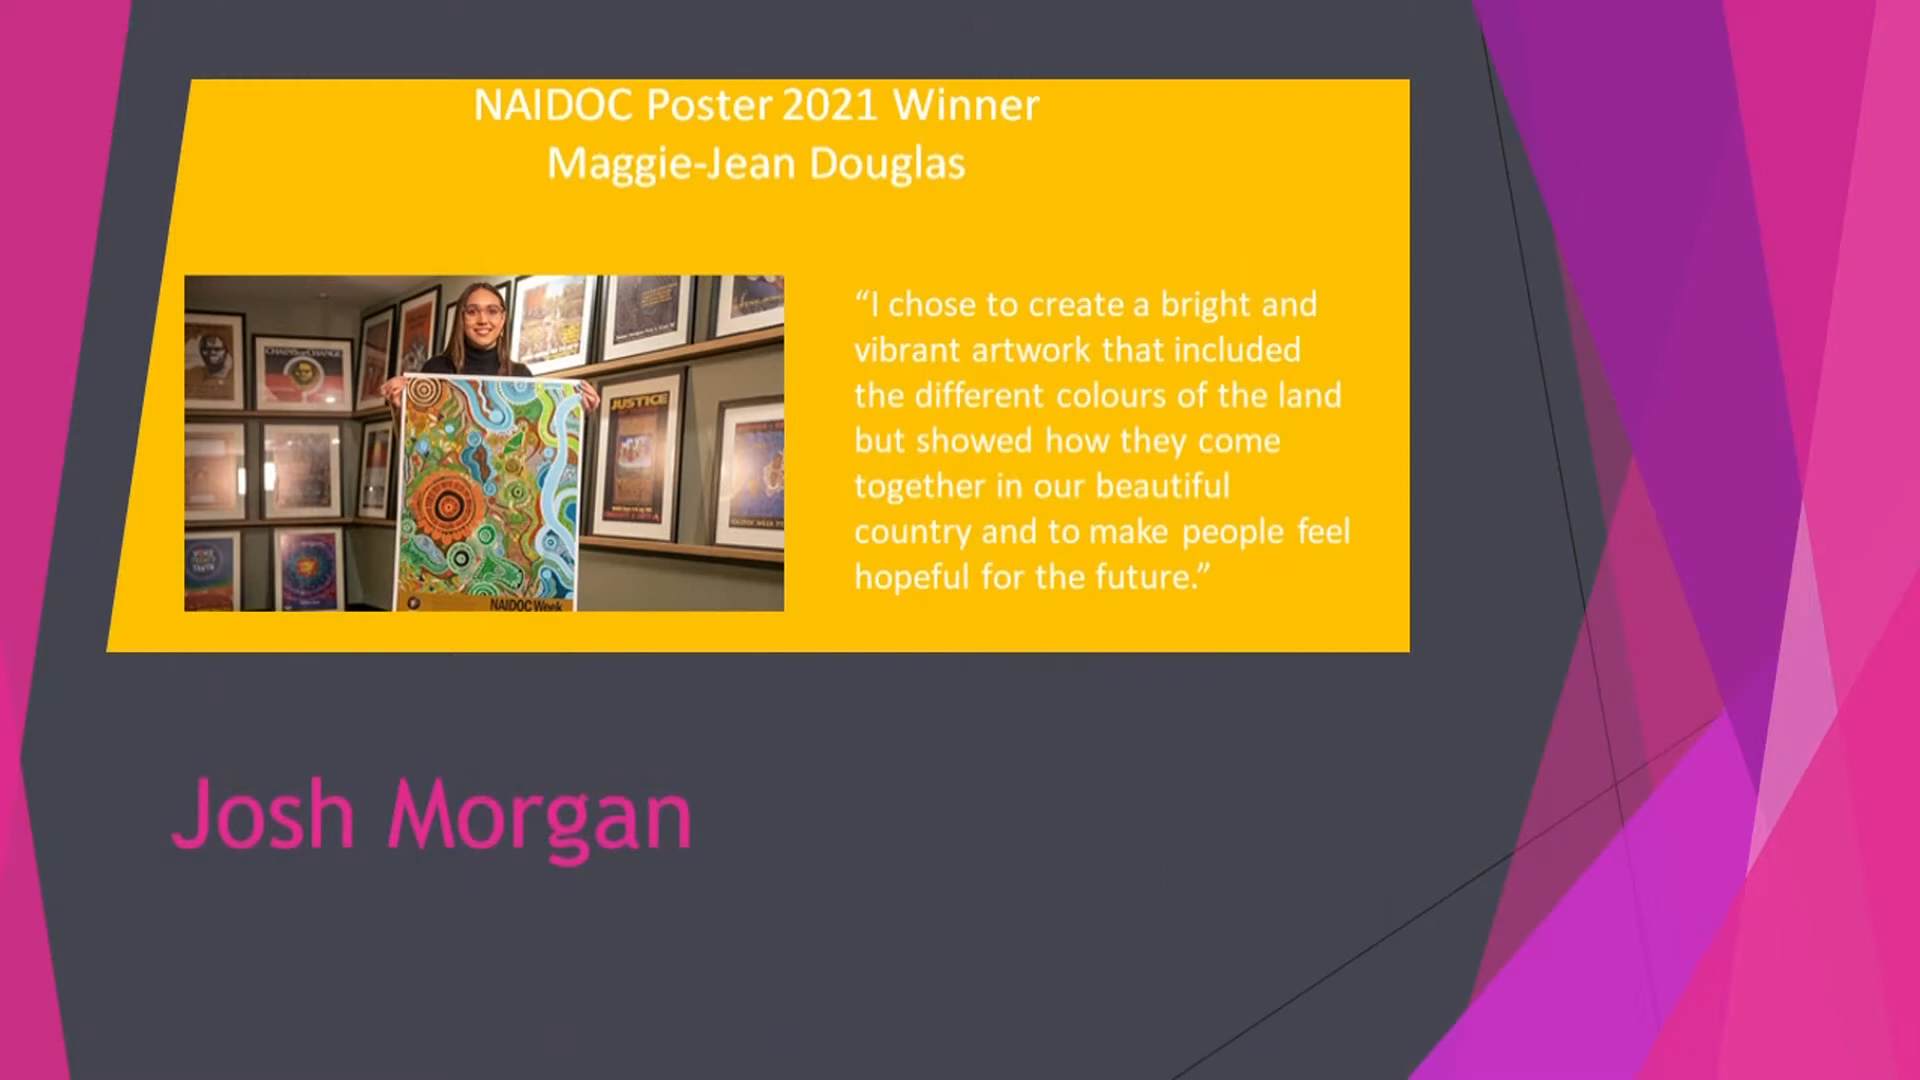 NAIDOC Poster 2021 Winner
Maggie-Jean Douglas
“I chose to create a bright and
vibrant artwork that included
the different colours of the land
but showed how they come
together in our beautiful
country and to make people feel
hopeful for the future.”
JUSTICE
NAIDOC Week
Josh Morgan